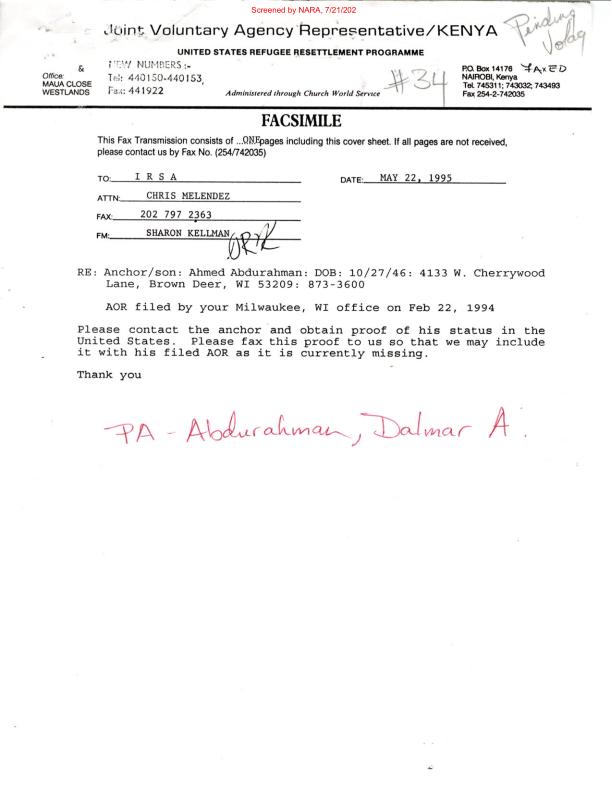 Screened by NARA, 7/21/202
Joint Voluntary Agency Representative/KENYA
Pending
Volag
UNITED STATES REFUGEE RESETTLEMENT PROGRAMME
&
Office:
MAUA CLOSE
WESTLANDS
NEW NUMBERS:-
Tel: 440150-440153,
Fax: 441922
Administered through Church World Service
#34
P.O. Box 14176 FAXED
NAIROBI, Kenya
Tel. 745311; 743032; 743493
Fax 254-2-742035
FACSIMILE
This Fax Transmission consists of ...ONE pages including this cover sheet. If all pages are not received,
please contact us by Fax No. (254/742035)
TO: I R S A DATE: MAY 22, 1995
ATTN: CHRIS MELENDEZ
FAX: 202 797 2363
FM: SHARON KELLMAN
RE: Anchor/son: Ahmed Abdurahman: DOB: 10/27/46: 4133 W. Cherrywood
Lane, Brown Deer, WI 53209: 873-3600
AOR filed by your Milwaukee, WI office on Feb 22, 1994
Please contact the anchor and obtain proof of his status in the
United States. Please fax this proof to us so that we may include
it with his filed AOR as it is currently missing.
Thank you
PA - Abdurahman, Dalmar A.